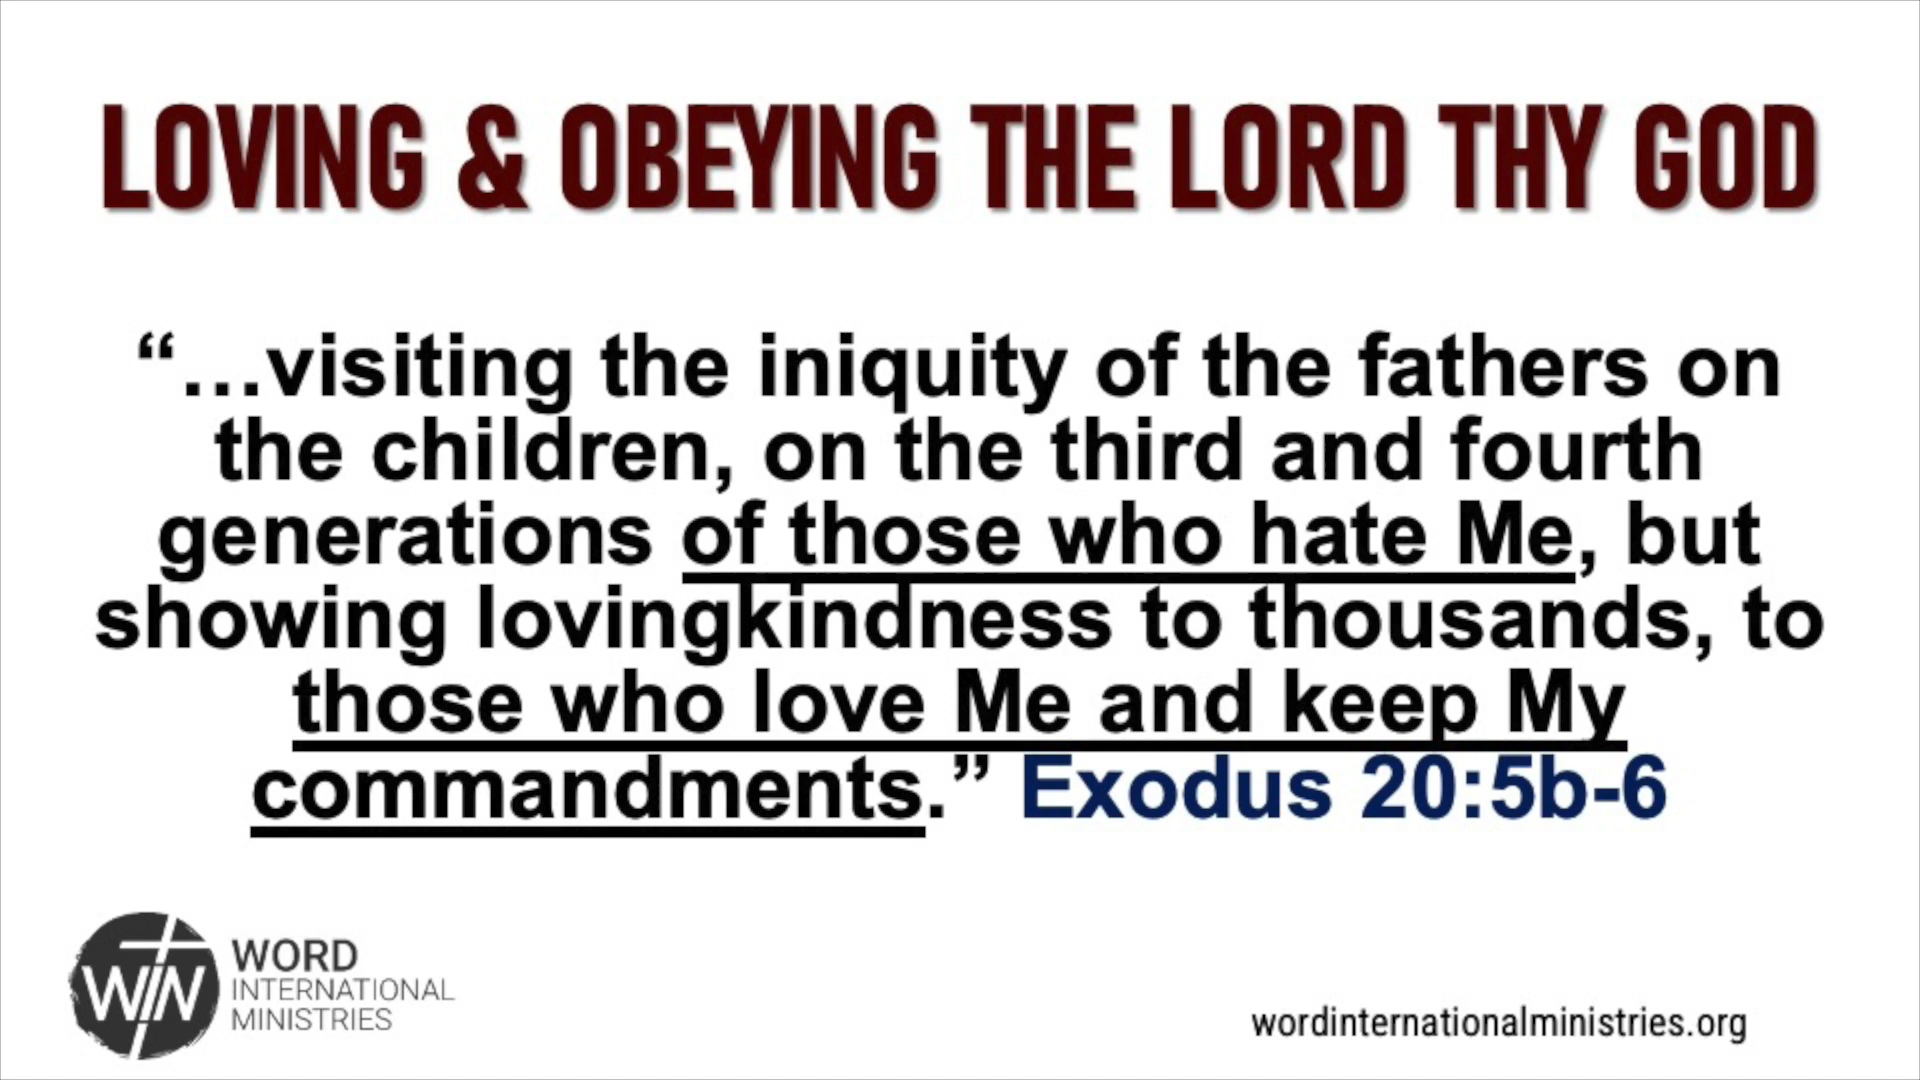 LOVING & OBEYING THE LORD THY GOD
“…visiting the iniquity of the fathers on
the children, on the third and fourth
generations of those who hate Me, but
showing lovingkindness to thousands, to
those who love Me and keep My
commandments.” Exodus 20:5b-6
WIN
WORD
INTERNATIONAL
MINISTRIES
wordinternationalministries.org